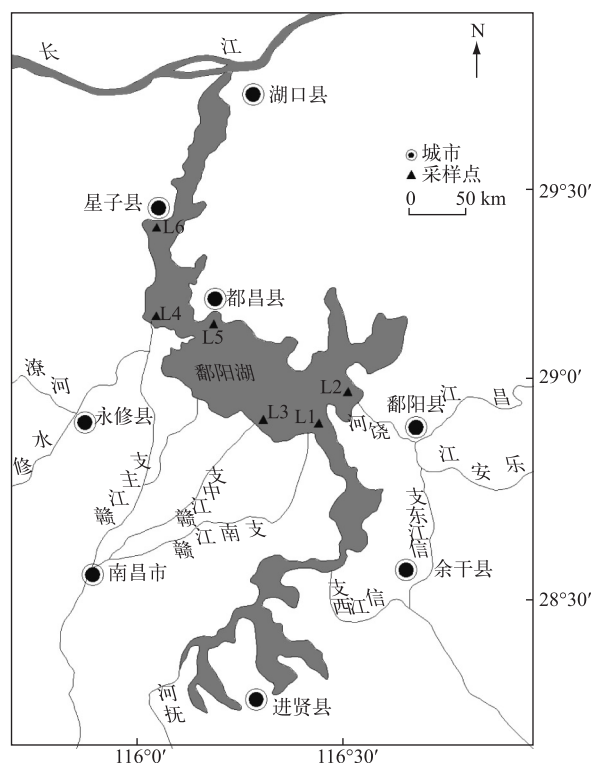 长 江
N
湖口县
城市
采样点
0 50 km
29°30′
星子县
L6
都昌县
L4
L5
鄱阳湖
29°0′
L2
潦河
永修县
修水
L3
L1
饶河
鄱阳县
昌江
乐安江
赣江主支
赣江中支
赣江南支
信江东支
南昌市
余干县
信江西支
28°30′
抚河
进贤县
116°0′
116°30′